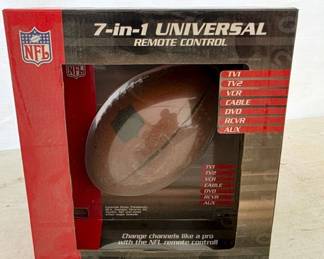 NFL
7-in-1 UNIVERSAL
REMOTE CONTROL
TV1
TV2
VCR
CABLE
DVD
RCVR
AUX
NFL
TV1
TV2
VCR
CABLE
DVD
RCVR
AUX
Change channels like a pro
with the NFL remote control!